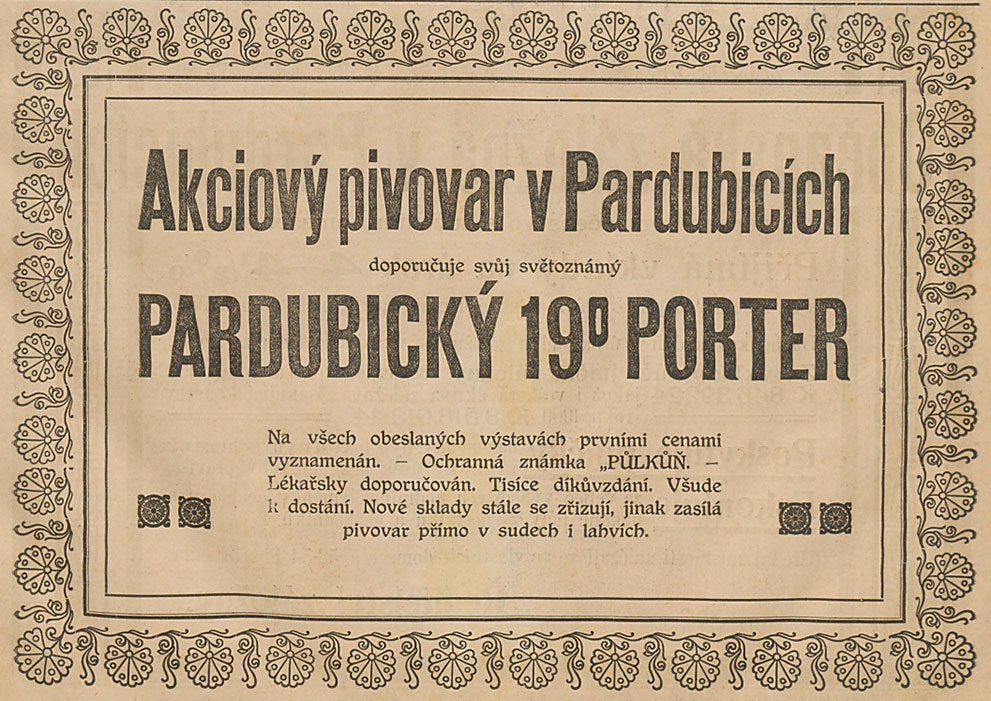 Akciový pivovar v Pardubicích
doporučuje svůj světoznámý
PARDUBICKÝ 19º PORTER
Na všech obeslaných výstavách prvními cenami
vyznamenán. – Ochranná známka „PŮLKŮŇ. –
Lékařsky doporučován. Tisíce díkůvzdání. Všude
k dostání. Nové sklady stále se zřizují, jinak zasílá
pivovar přímo v sudech i lahvích.